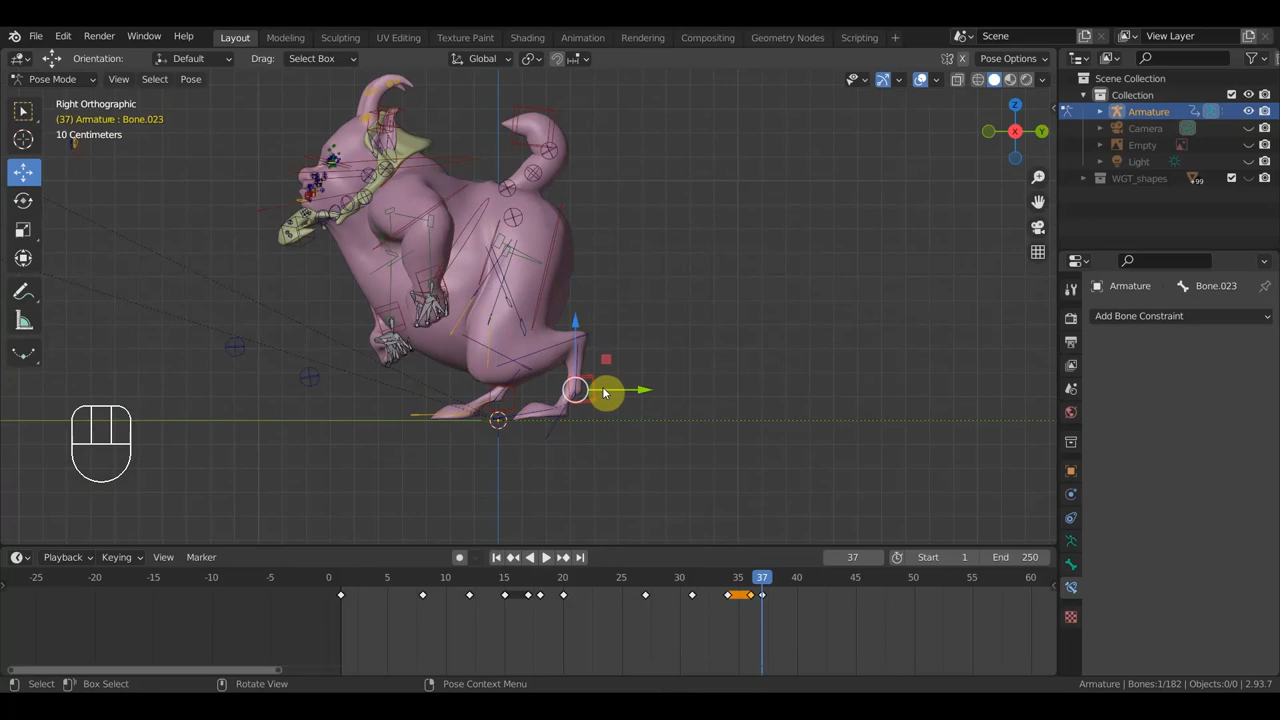 File Edit Render Window Help Layout Modeling Sculpting UV Editing Texture Paint Shading Animation Rendering Compositing Geometry Nodes Scripting + Scene View Layer
Orientation: Default Drag: Select Box Global Pose Options
Pose Mode View Select Pose
Right Orthographic
(37) Armature : Bone.023
10 Centimeters
Z
Y
X
Scene Collection
Collection
Armature
Camera
Empty
Light
WGT_shapes 99
Armature Bone.023
Add Bone Constraint
Playback Keying View Marker 37 Start 1 End 250
-25 -20 -15 -10 -5 0 5 10 15 20 25 30 35 37 40 45 50 55 60
Select Box Select Rotate View Pose Context Menu Armature | Bones:1/182 | Objects:0/0 | 2.93.7